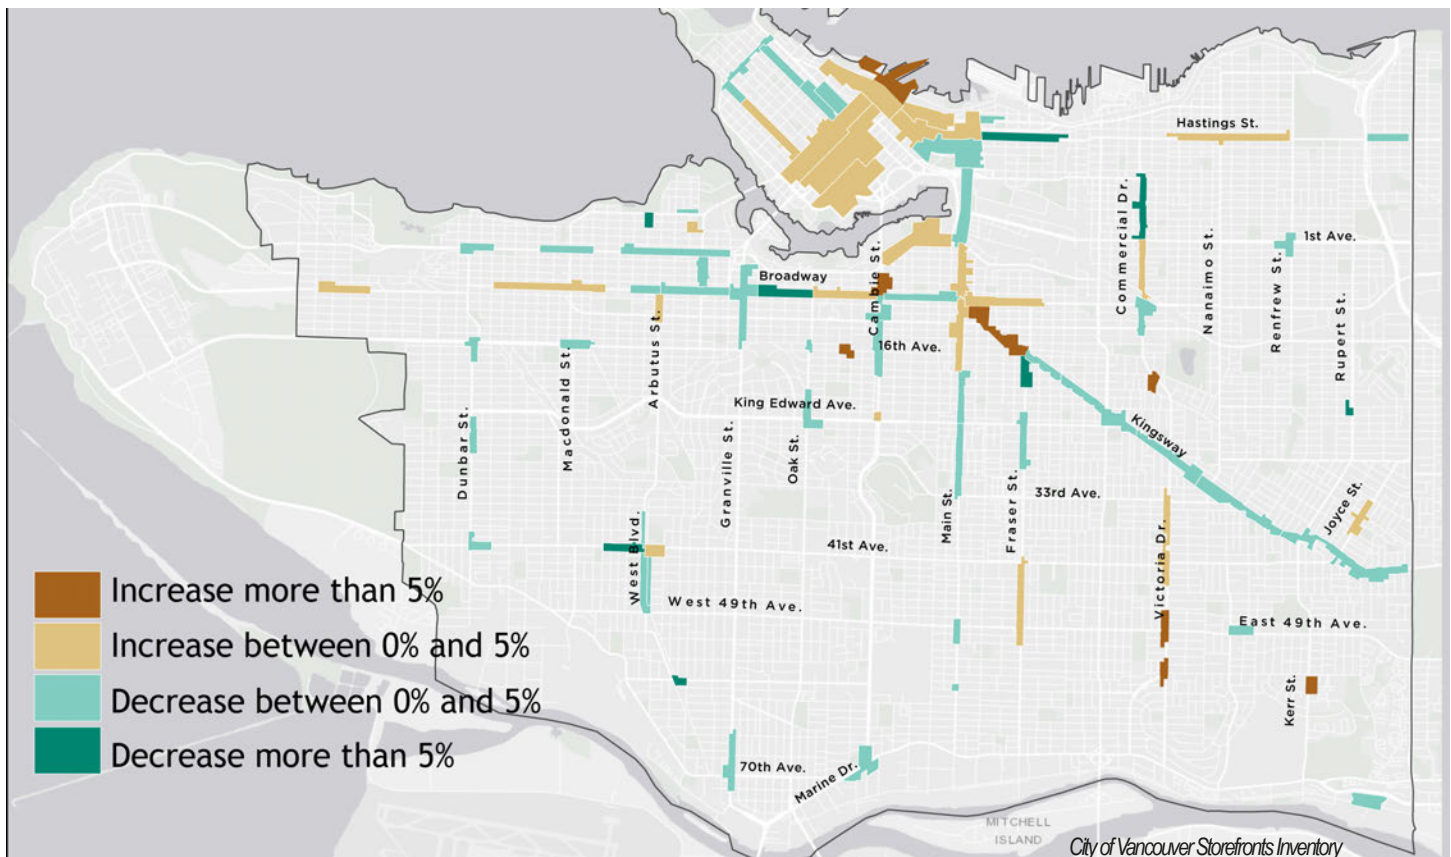 Hastings St.
Commercial Dr.
Nanaimo St.
1st Ave.
Renfrew St.
Rupert St.
Broadway
Cambie St.
Arbutus St.
Macdonald St.
16th Ave.
King Edward Ave.
Dunbar St.
Granville St.
Oak St.
Kingsway
Main St.
Fraser St.
33rd Ave.
Joyce St.
41st Ave.
West Blvd.
Victoria Dr.
West 49th Ave.
East 49th Ave.
Kerr St.
70th Ave.
Marine Dr.
Increase more than 5%
Increase between 0% and 5%
Decrease between 0% and 5%
Decrease more than 5%
MITCHELL
ISLAND
City of Vancouver Storefronts Inventory